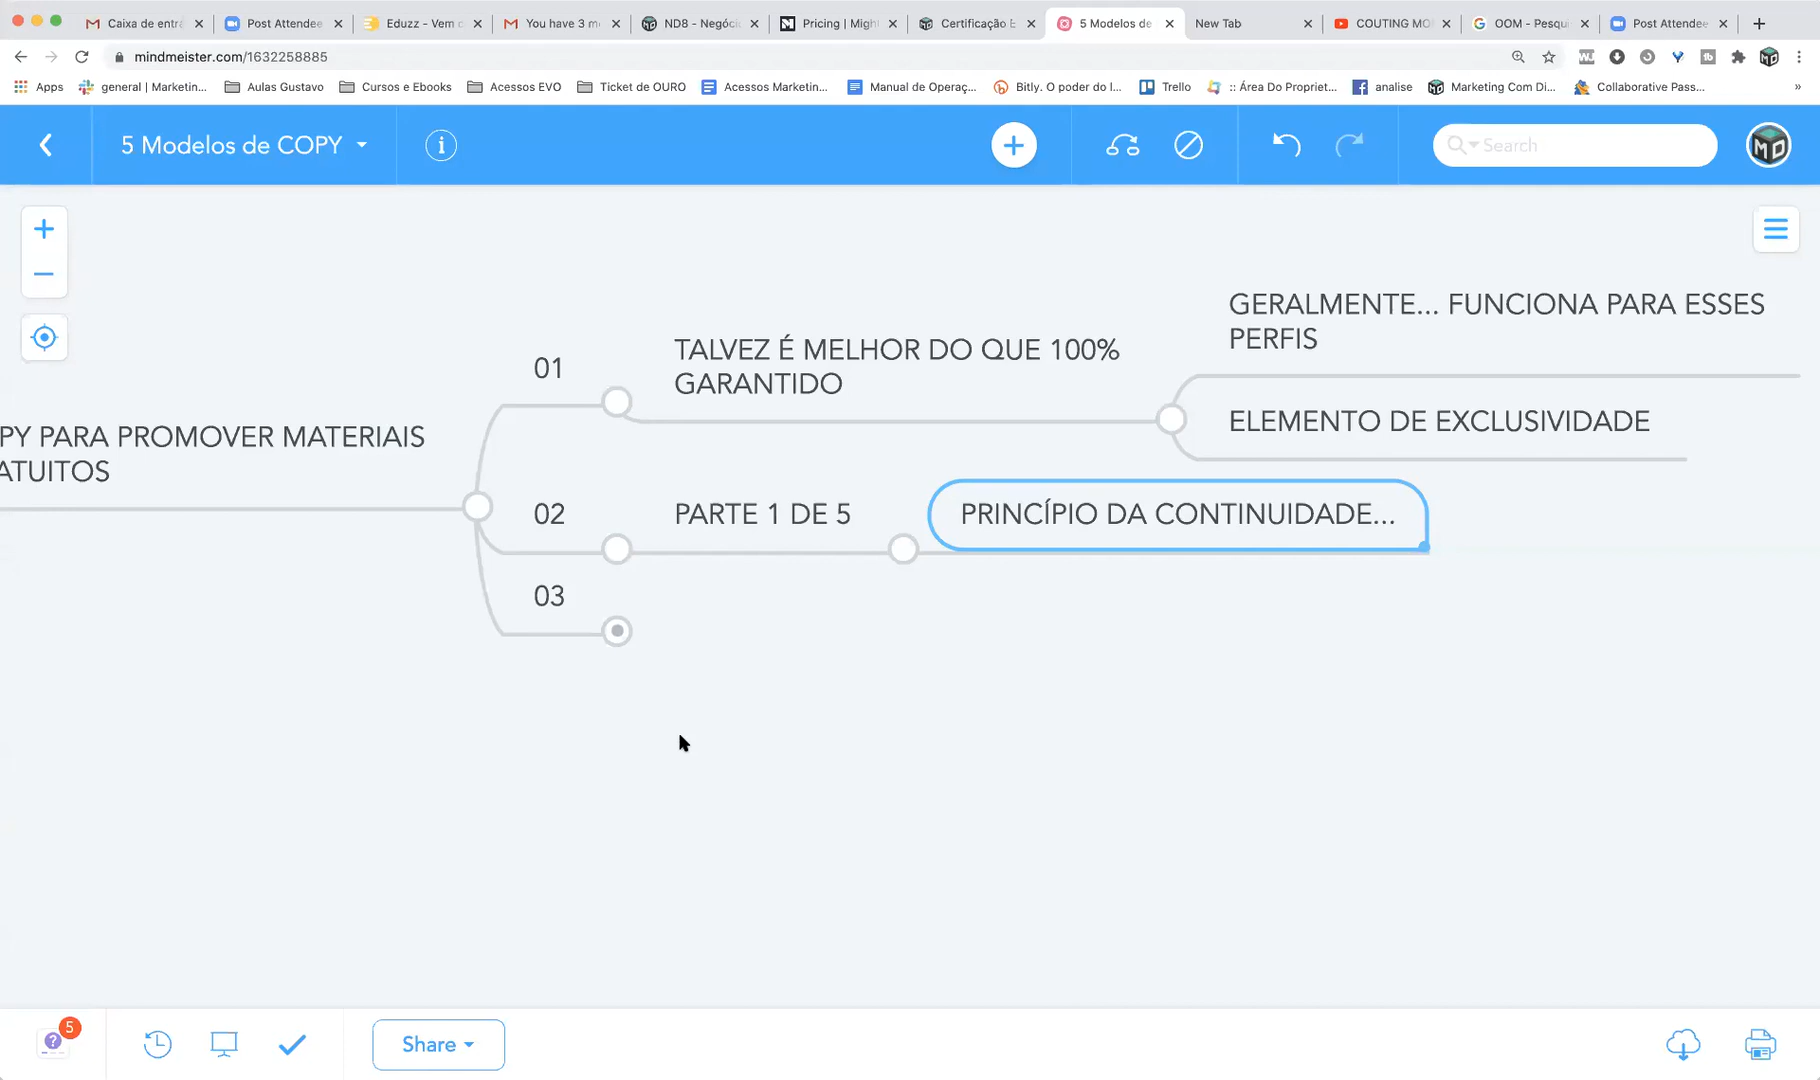 Caixa de entr
Post Attendee
Eduzz - Vem
You have 3 m
ND8 - Negóci
Pricing | Migh
Certificação E
5 Modelos de
New Tab
COUTING MO
OOM - Pesqui
Post Attendee
mindmeister.com/1632258885
Apps
general | Marketin...
Aulas Gustavo
Cursos e Ebooks
Acessos EVO
Ticket de OURO
Acessos Marketin...
Manual de Operaç...
Bitly. O poder do l...
Trello
:: Área Do Propriet...
analise
Marketing Com Di...
Collaborative Pass...
5 Modelos de COPY
Search
MD
GERALMENTE... FUNCIONA PARA ESSES
PERFIS
01
TALVEZ É MELHOR DO QUE 100%
GARANTIDO
ELEMENTO DE EXCLUSIVIDADE
PY PARA PROMOVER MATERIAIS
ATUITOS
02
PARTE 1 DE 5
PRINCÍPIO DA CONTINUIDADE...
03
5
Share